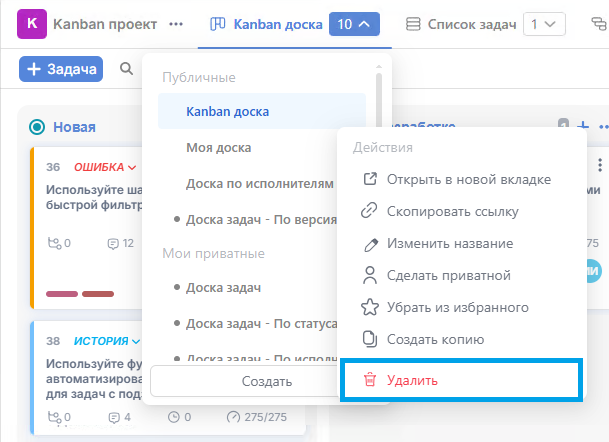 K Kanban проект ••• Kanban доска 10 Список задач 1
+ Задача
Публичные
Kanban доска
Моя доска
Доска по исполнителям
Доска задач - По версия
Мои приватные
Доска задач
Доска задач - По статуса
Доска задач - По исполн
Создать
Действия
Открыть в новой вкладке
Скопировать ссылку
Изменить название
Сделать приватной
Убрать из избранного
Создать копию
Удалить
Новая
36 ОШИБКА
Используйте ша
быстрой фильтр
0 12
38 ИСТОРИЯ
Используйте фу
автоматизирова
для задач с под
0 4 0 275/275